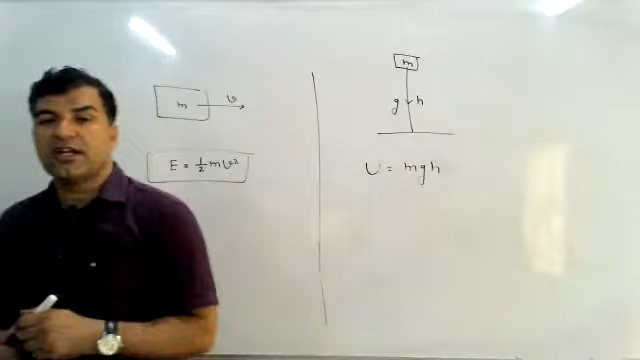 m
v
E = ½mv²
m
g h
U = mgh